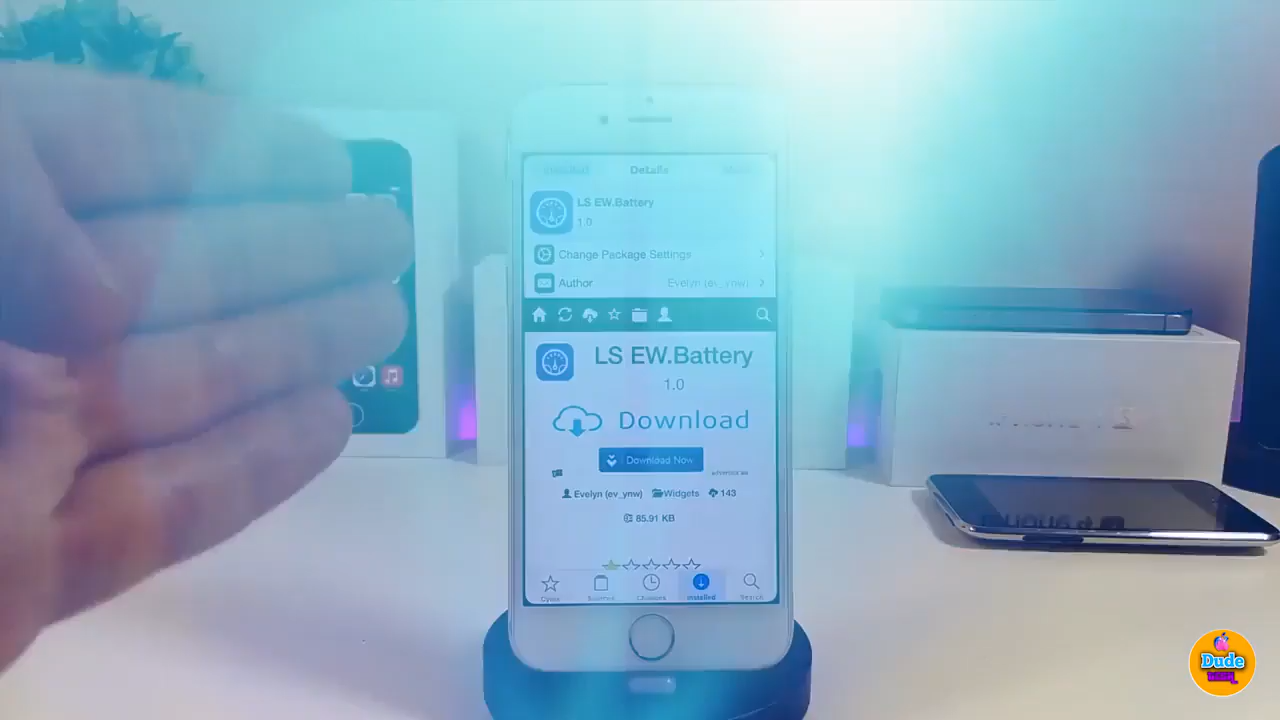 Details
LS EW.Battery
1.0
Change Package Settings
Author
Evelyn (ev_ynw)
LS EW.Battery
1.0
Download
Download Now
Evelyn (ev_ynw)
Widgets
143
85.91 KB
Cydia
Sources
Changes
Installed
Search
Dude